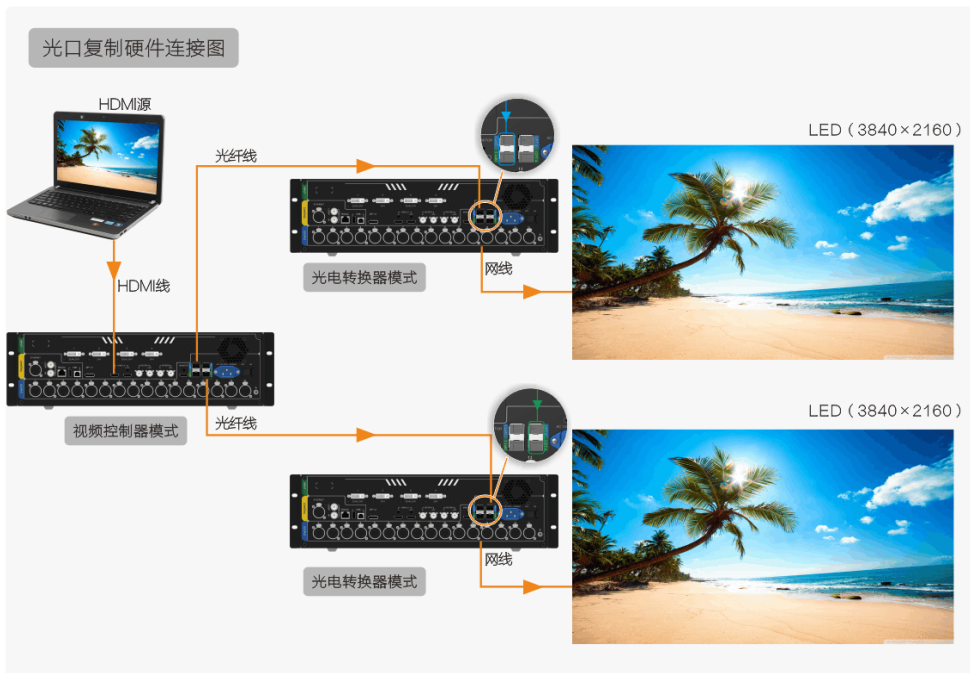 光口复制硬件连接图
HDMI源
LED（3840×2160）
光纤线
网线
光电转换器模式
HDMI线
视频控制器模式
光纤线
LED（3840×2160）
网线
光电转换器模式